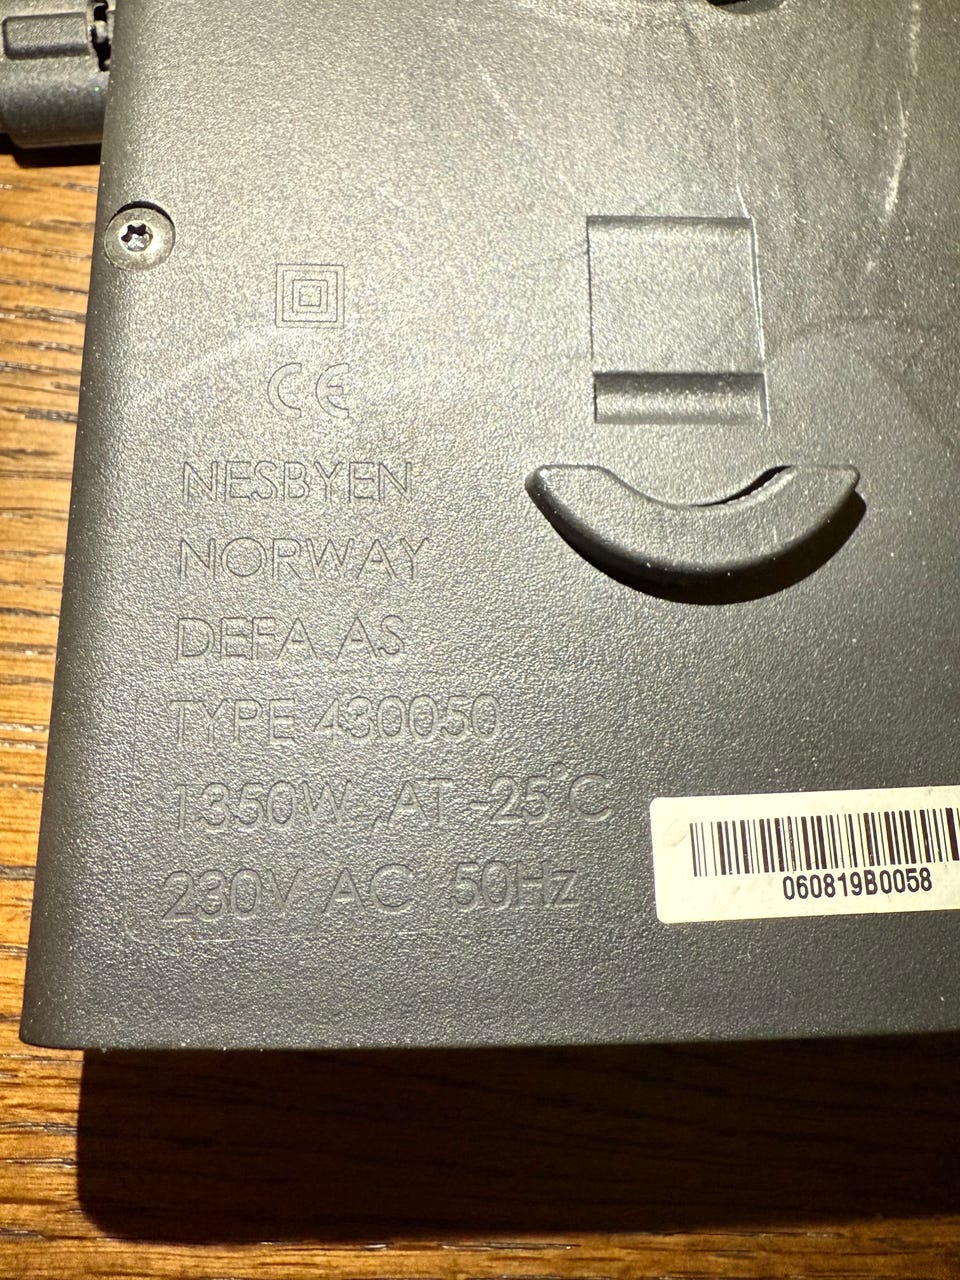 CE
NESBYEN
NORWAY
DEFA AS
TYPE 430050
1350W AT -25°C
230V AC 50Hz
060819B0058